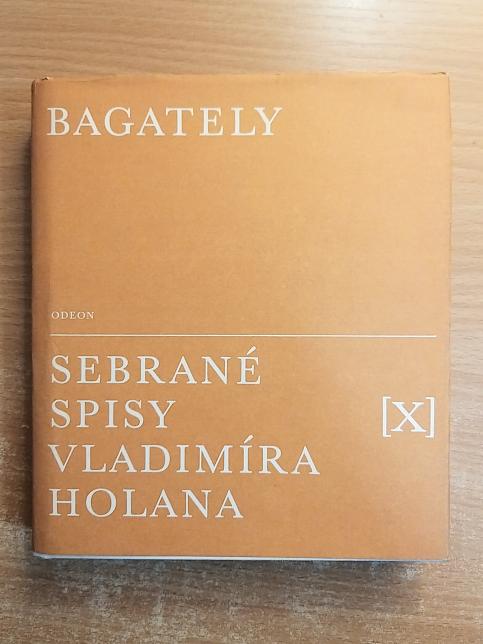 BAGATELY
ODEON
SEBRANÉ
SPISY
VLADIMÍRA
HOLANA
[X]